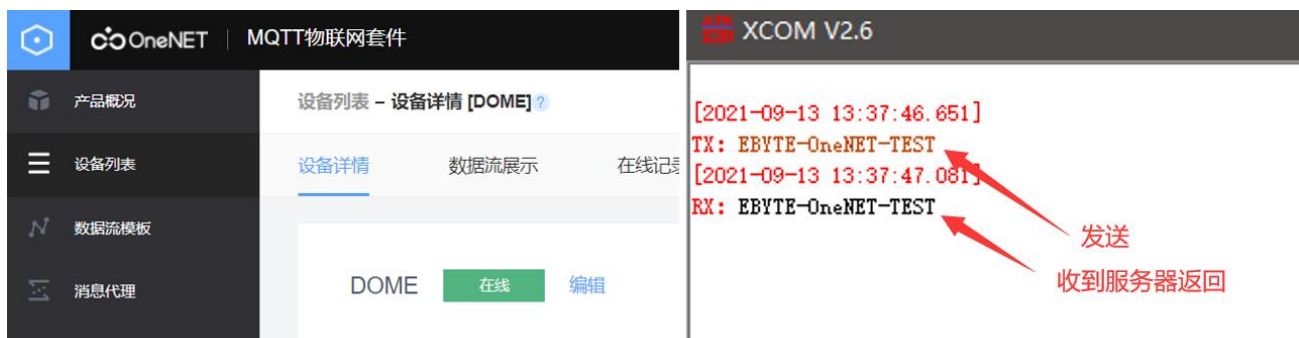 OneNET | MQTT物联网套件
产品概况
设备列表
数据流模板
消息代理
设备列表 – 设备详情 [DOME] ?
设备详情 数据流展示 在线记录
DOME 在线 编辑
XCOM V2.6
[2021-09-13 13:37:46.651]
TX: EBYTE-OneNET-TEST
[2021-09-13 13:37:47.081]
RX: EBYTE-OneNET-TEST
发送
收到服务器返回